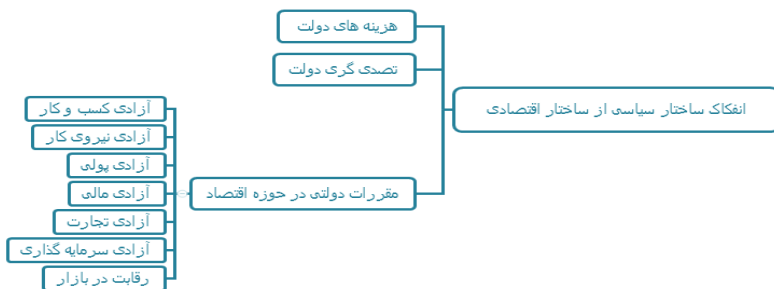 انفکاک ساختار سیاسی از ساختار اقتصادی
هزینه های دولت
تصدی گری دولت
مقررات دولتی در حوزه اقتصاد
آزادی کسب و کار
آزادی نیروی کار
آزادی پولی
آزادی مالی
آزادی تجارت
آزادی سرمایه گذاری
رقابت در بازار